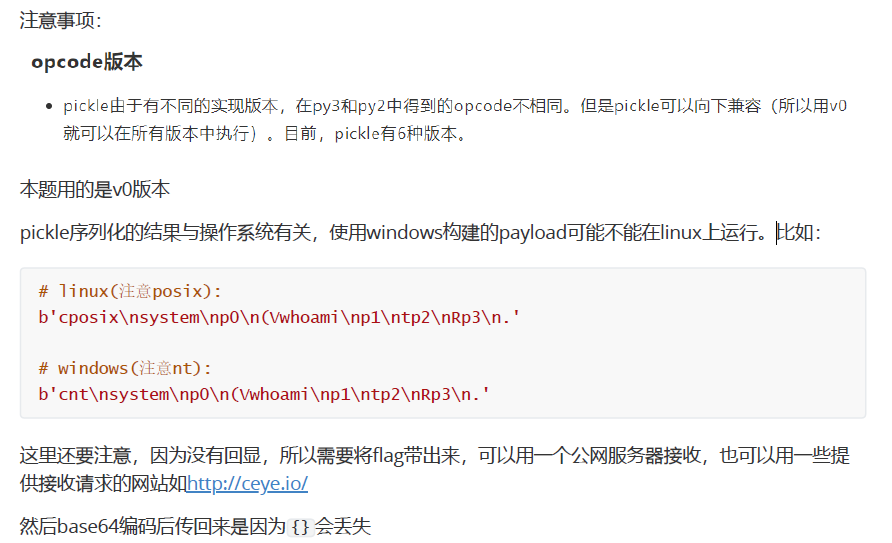 注意事项：
opcode版本
• pickle由于有不同的实现版本，在py3和py2中得到的opcode不相同。但是pickle可以向下兼容（所以用v0
就可以在所有版本中执行）。目前，pickle有6种版本。
本题用的是v0版本
pickle序列化的结果与操作系统有关，使用windows构建的payload可能不能在linux上运行。比如：
# linux(注意posix):
b'cposix\nsystem\np0\n(Vwhoami\np1\ntp2\nRp3\n.'
# windows(注意nt):
b'cnt\nsystem\np0\n(Vwhoami\np1\ntp2\nRp3\n.'
这里还要注意，因为没有回显，所以需要将flag带出来，可以用一个公网服务器接收，也可以用一些提
供接收请求的网站如http://ceye.io/
然后base64编码后传回来是因为{}会丢失